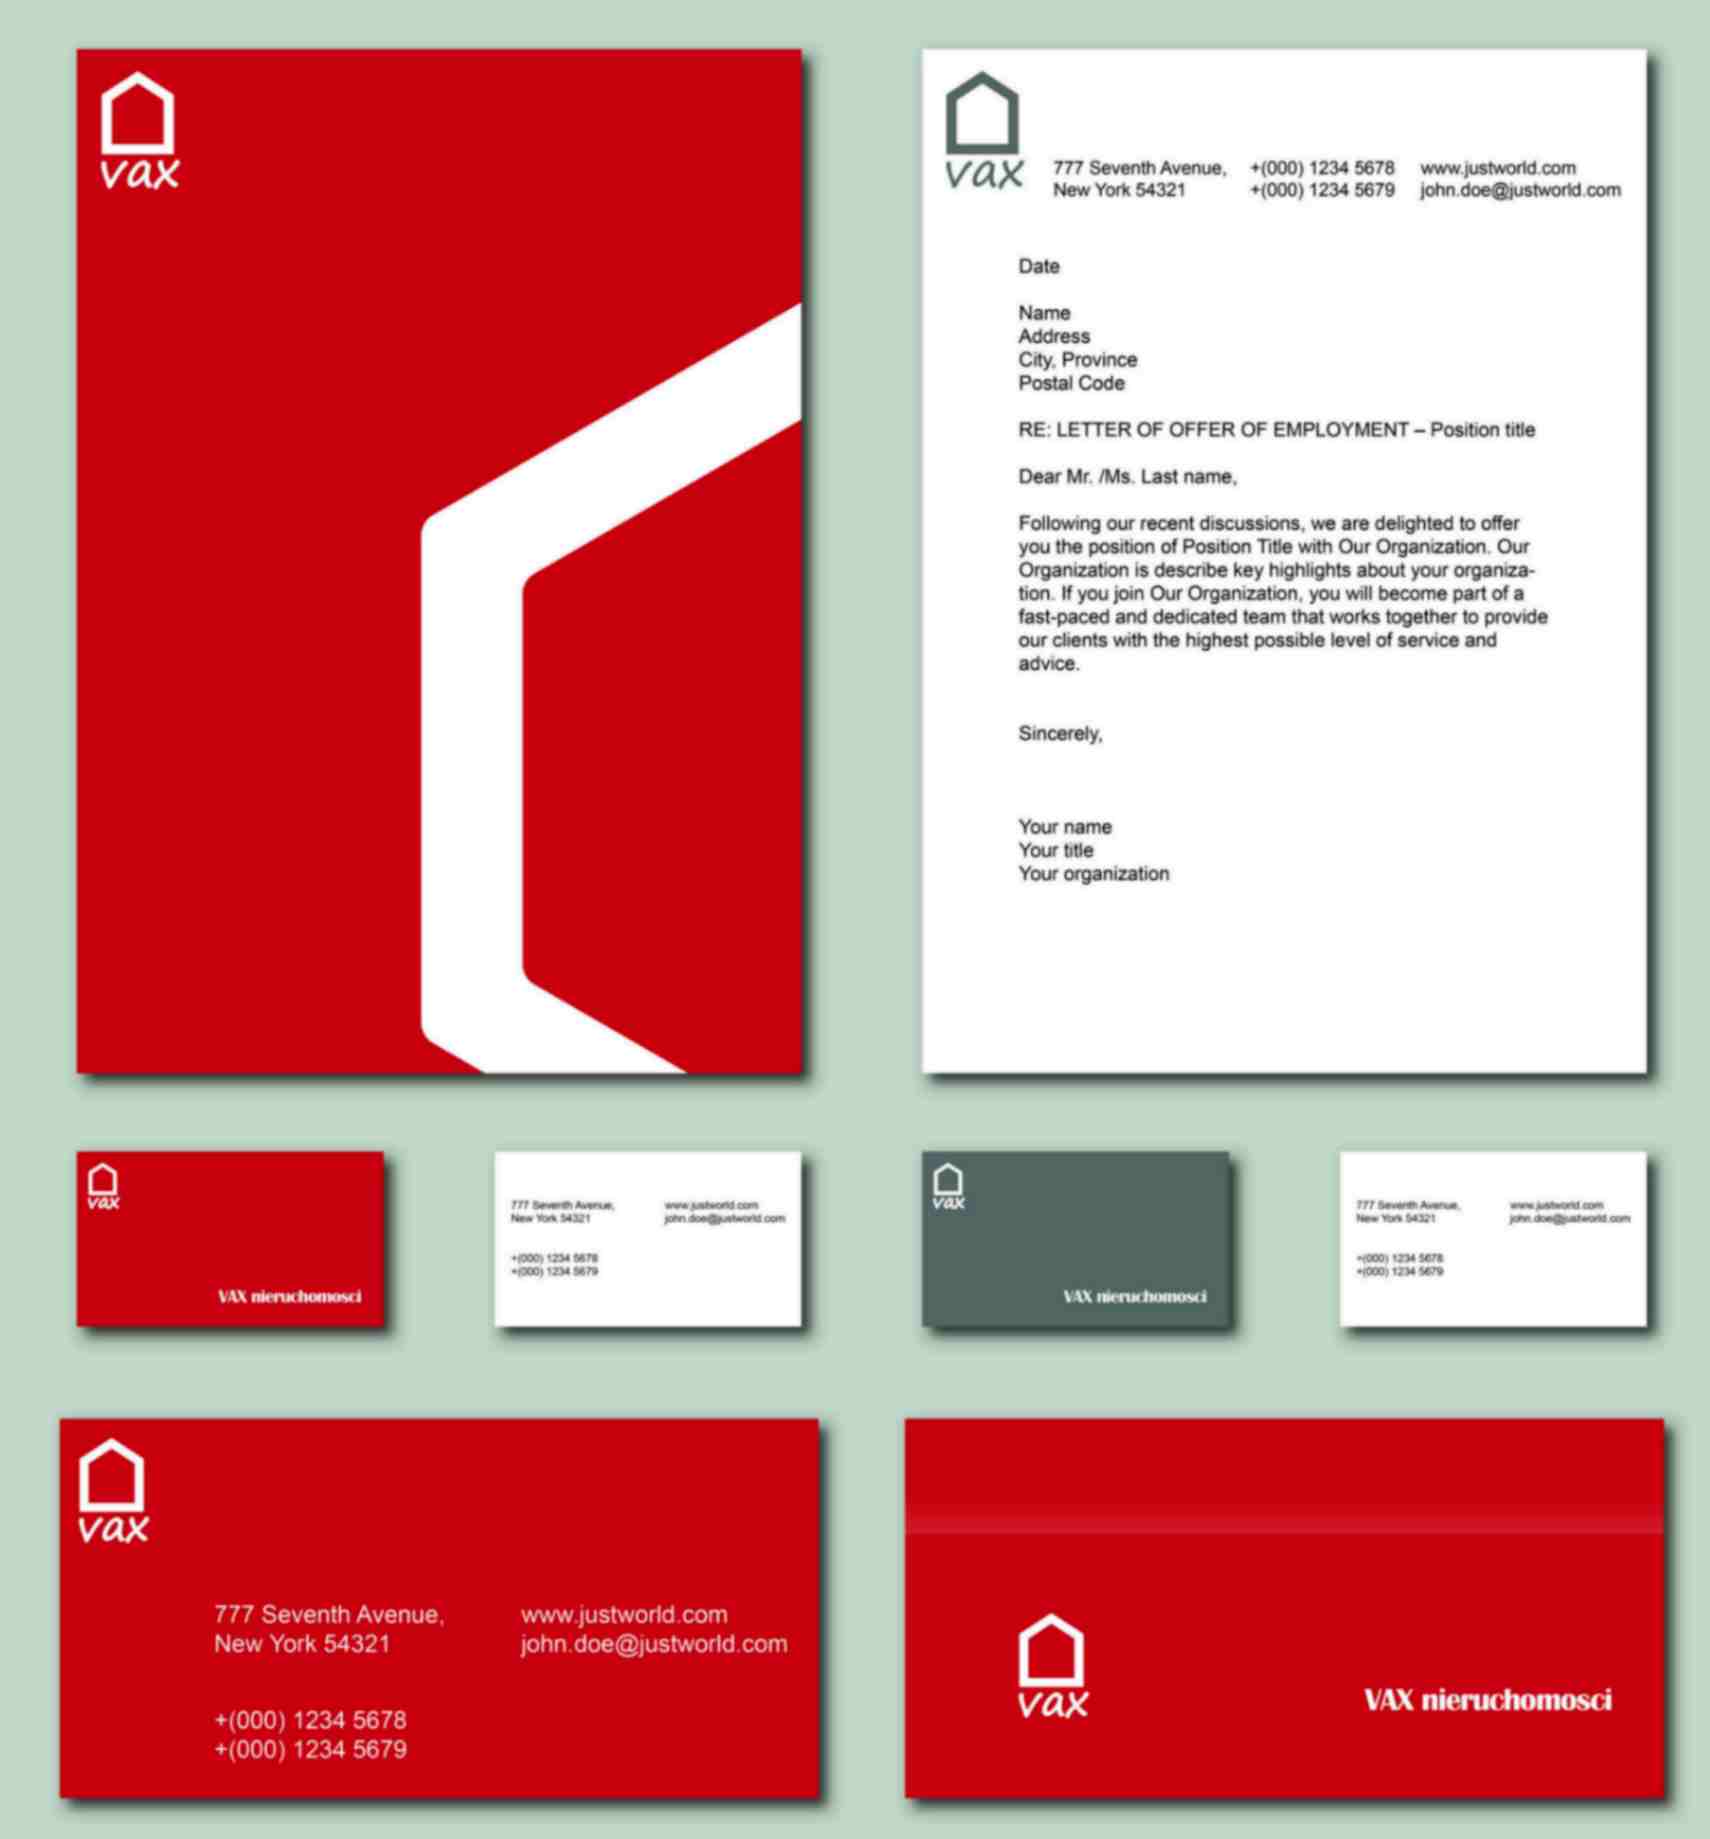 vax
vax
777 Seventh Avenue,
New York 54321
+(000) 1234 5678
+(000) 1234 5679
www.justworld.com
john.doe@justworld.com
Date
Name
Address
City, Province
Postal Code
RE: LETTER OF OFFER OF EMPLOYMENT – Position title
Dear Mr. /Ms. Last name,
Following our recent discussions, we are delighted to offer
you the position of Position Title with Our Organization. Our
Organization is describe key highlights about your organiza-
tion. If you join Our Organization, you will become part of a
fast-paced and dedicated team that works together to provide
our clients with the highest possible level of service and
advice.
Sincerely,
Your name
Your title
Your organization
vax
VAX nieruchomosci
777 Seventh Avenue,
New York 54321
www.justworld.com
john.doe@justworld.com
+(000) 1234 5678
+(000) 1234 5679
vax
VAX nieruchomosci
777 Seventh Avenue,
New York 54321
www.justworld.com
john.doe@justworld.com
+(000) 1234 5678
+(000) 1234 5679
vax
777 Seventh Avenue,
New York 54321
www.justworld.com
john.doe@justworld.com
+(000) 1234 5678
+(000) 1234 5679
vax
VAX nieruchomosci